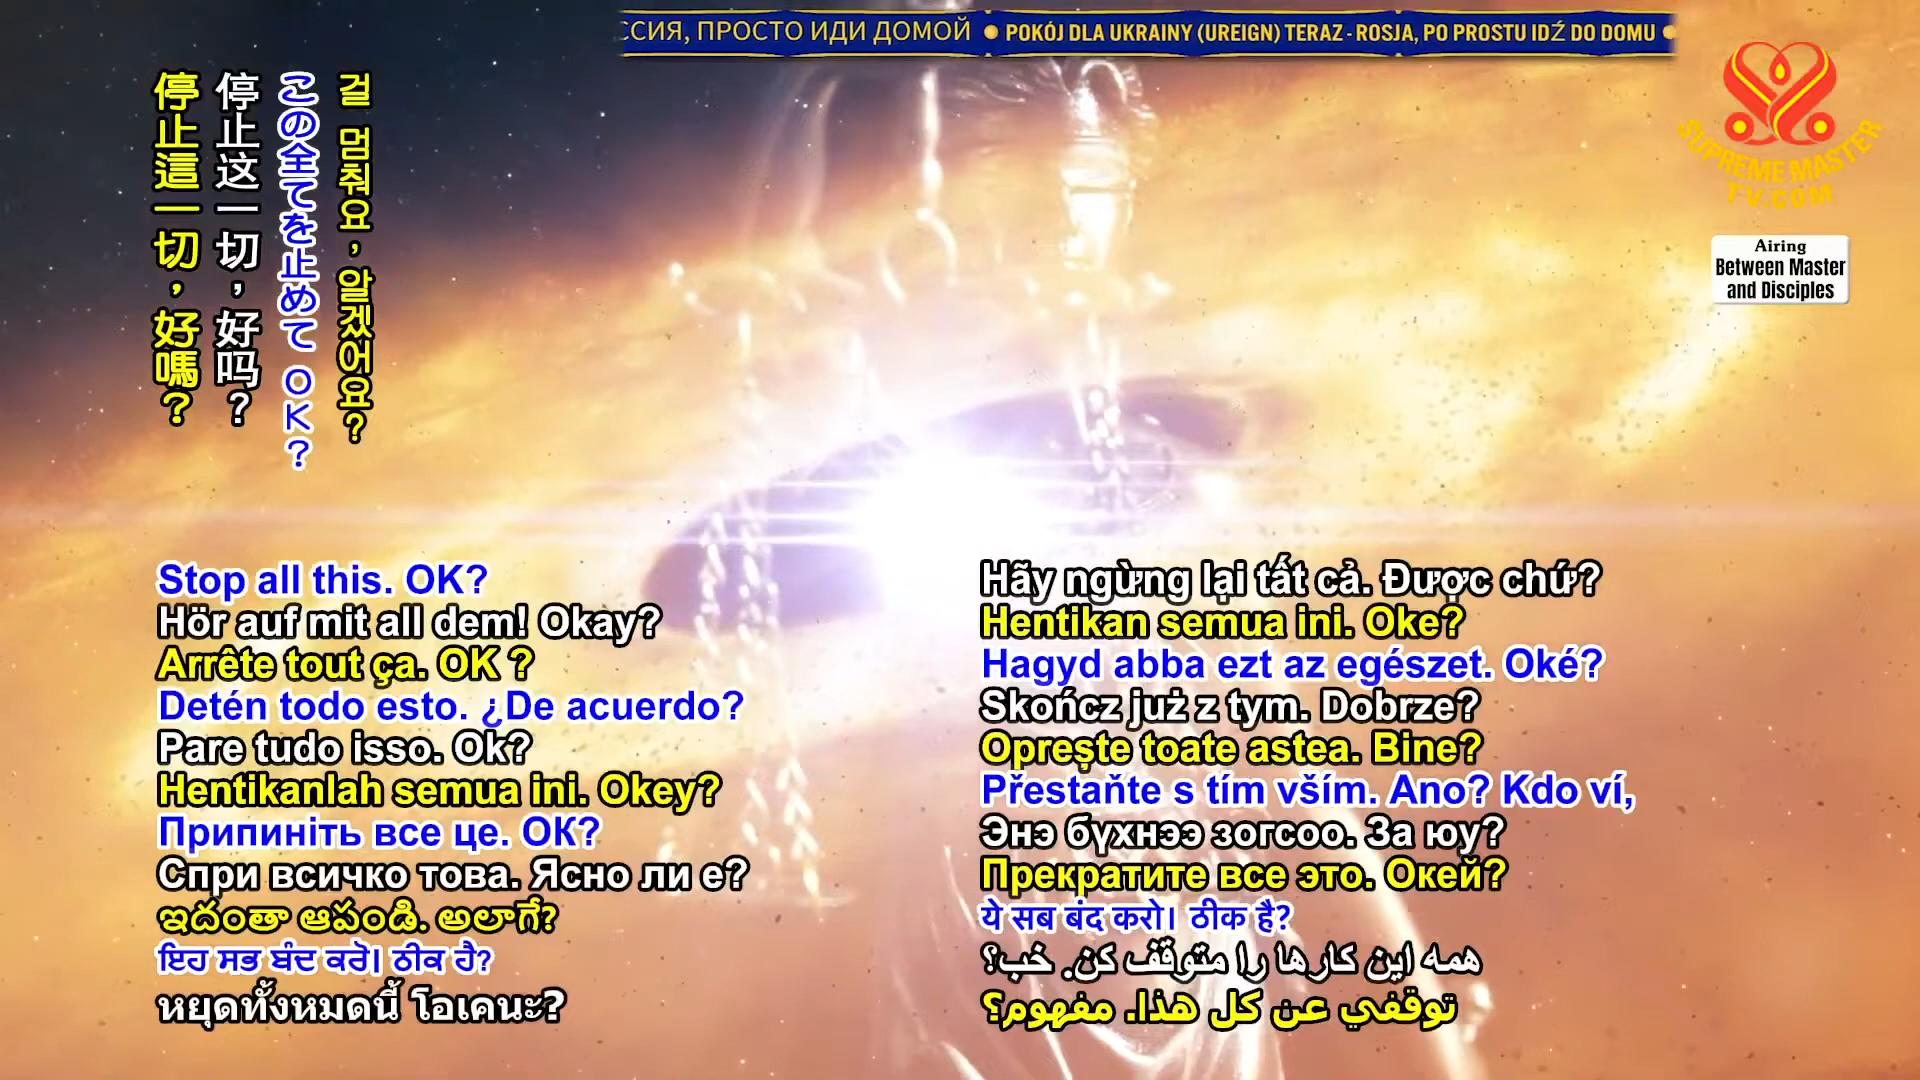 ССИЯ, ПРОСТО ИДИ ДОМОЙ • POKÓJ DLA UKRAINY (UREIGN) TERAZ - ROSJA, PO PROSTU IDŹ DO DOMU •
SUPREME MASTER
TV.COM
Airing
Between Master
and Disciples
걸 멈춰요, 알겠어요?
この全てを止めて OK?
停止这一切，好吗？
停止這一切，好嗎？
Stop all this. OK?
Hör auf mit all dem! Okay?
Arrête tout ça. OK ?
Detén todo esto. ¿De acuerdo?
Pare tudo isso. Ok?
Hentikanlah semua ini. Okey?
Припиніть все це. ОК?
Спри всичко това. Ясно ли е?
ఇదంతా ఆపండి. అలాగే?
ਇਹ ਸਭ ਬੰਦ ਕਰੋ। ਠੀਕ ਹੈ?
หยุดทั้งหมดนี้ โอเคนะ?
Hãy ngừng lại tất cả. Được chứ?
Hentikan semua ini. Oke?
Hagyd abba ezt az egészet. Oké?
Skończ już z tym. Dobrze?
Oprește toate astea. Bine?
Přestaňte s tím vším. Ano? Kdo ví,
Энэ бүхнээ зогсоо. За юу?
Прекратите все это. Окей?
ये सब बंद करो। ठीक है?
همه این کارها را متوقف کن. خب؟
توقفي عن كل هذا. مفهوم؟